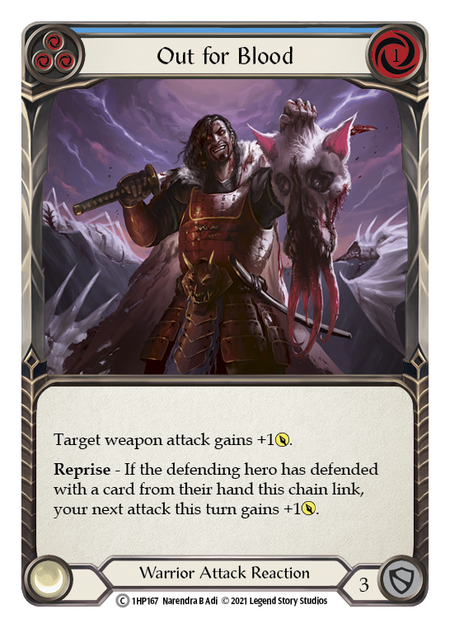 Out for Blood
1
Target weapon attack gains +1.
Reprise - If the defending hero has defended
with a card from their hand this chain link,
your next attack this turn gains +1.
Warrior Attack Reaction
3
C 1HP167 Narendra B Adi © 2021 Legend Story Studios